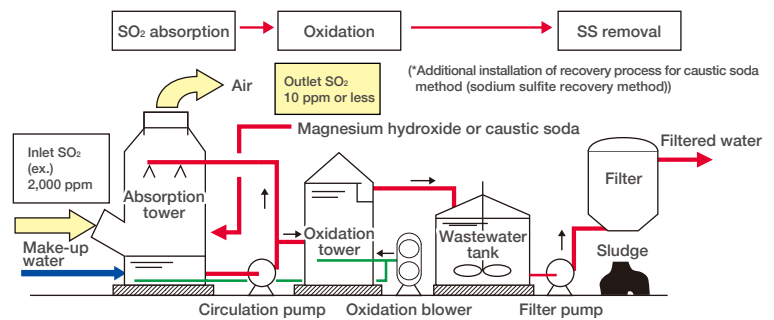 SO₂ absorption
Oxidation
SS removal
Air
Outlet SO₂
10 ppm or less
(*Additional installation of recovery process for caustic soda
method (sodium sulfite recovery method))
Magnesium hydroxide or caustic soda
Inlet SO₂
(ex.)
2,000 ppm
Absorption
tower
Make-up
water
Oxidation
tower
Wastewater
tank
Filter
Filtered water
Sludge
Circulation pump
Oxidation blower
Filter pump